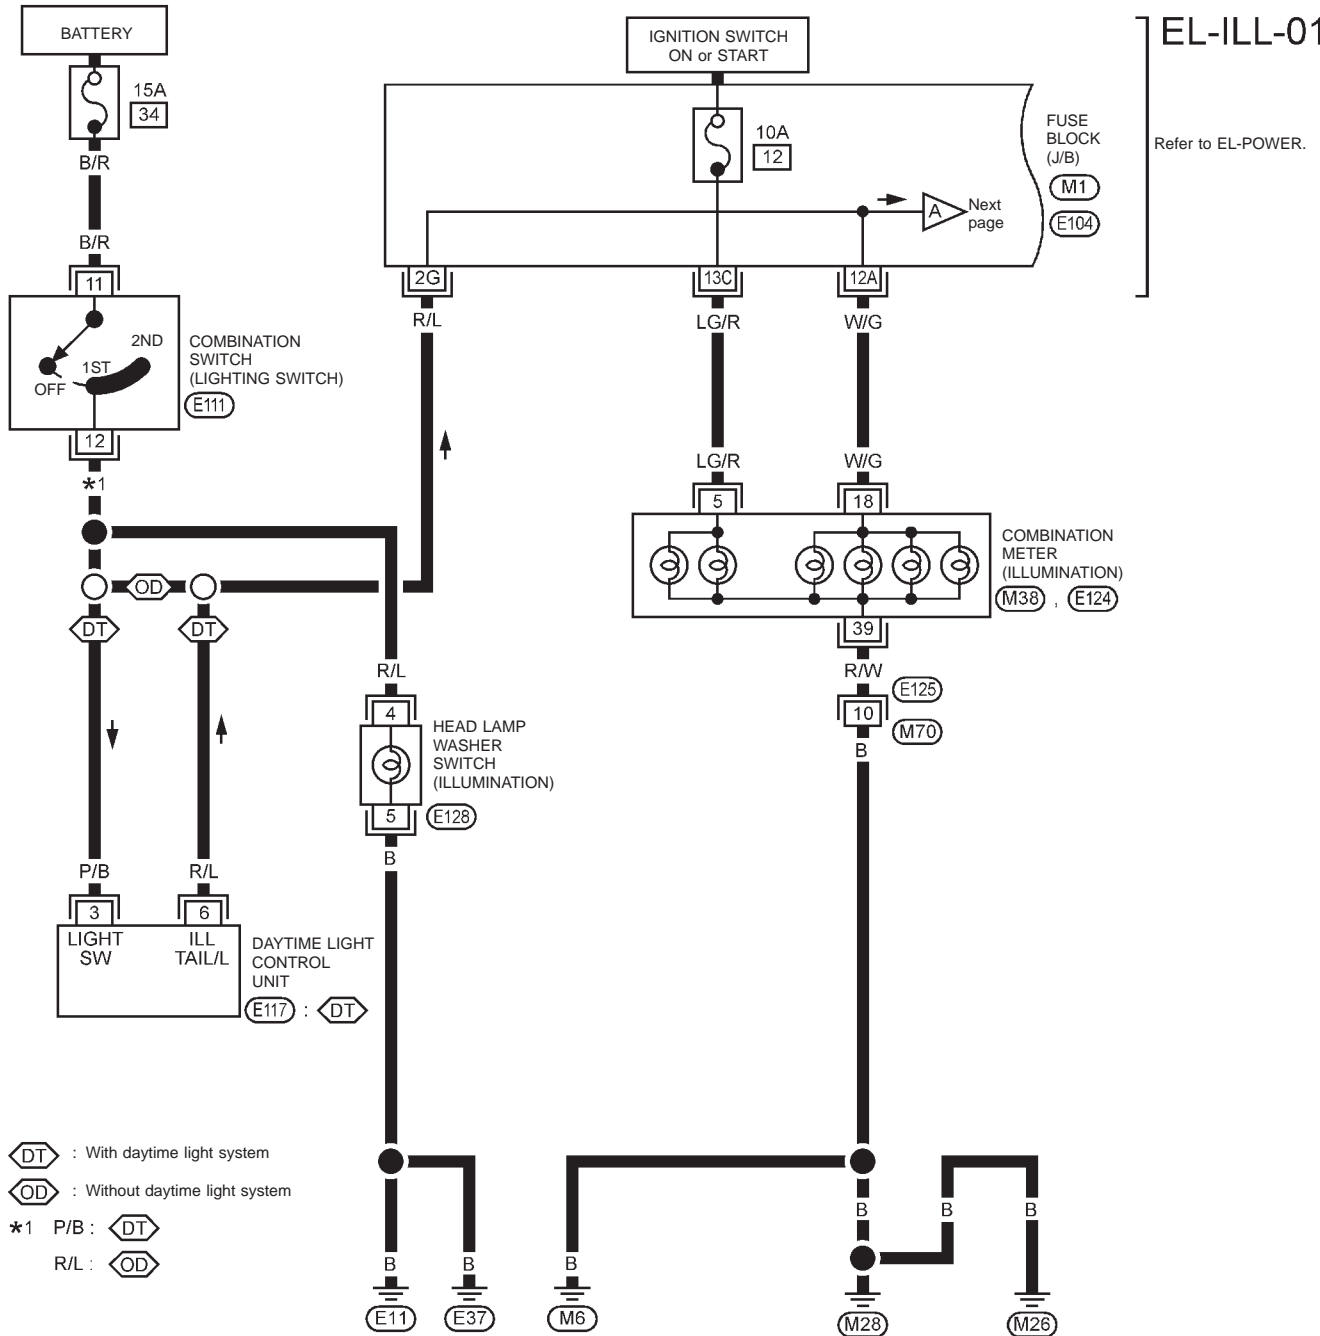 EL-ILL-01
BATTERY
IGNITION SWITCH
ON or START
15A
34
B/R
B/R
11
10A
12
FUSE
BLOCK
(J/B)
M1
E104
Refer to EL-POWER.
A
Next
page
2G
13C
12A
R/L
LG/R
W/G
OFF
1ST
2ND
COMBINATION
SWITCH
(LIGHTING SWITCH)
E111
12
*1
LG/R
W/G
5
18
COMBINATION
METER
(ILLUMINATION)
M38 , E124
39
R/W
E125
10
M70
B
OD
DT
DT
R/L
4
HEAD LAMP
WASHER
SWITCH
(ILLUMINATION)
5
E128
B
P/B
R/L
3
6
LIGHT
SW
ILL
TAIL/L
DAYTIME LIGHT
CONTROL
UNIT
E117 : DT
DT : With daytime light system
OD : Without daytime light system
*1 P/B : DT
R/L : OD
B
B
B
B
B
B
E11
E37
M6
M28
M26